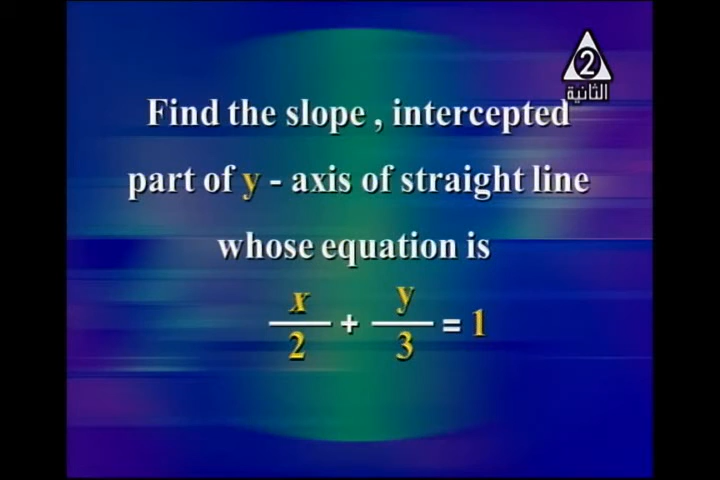 2
الثانية
Find the slope , intercepted
part of y - axis of straight line
whose equation is
x/2 + y/3 = 1